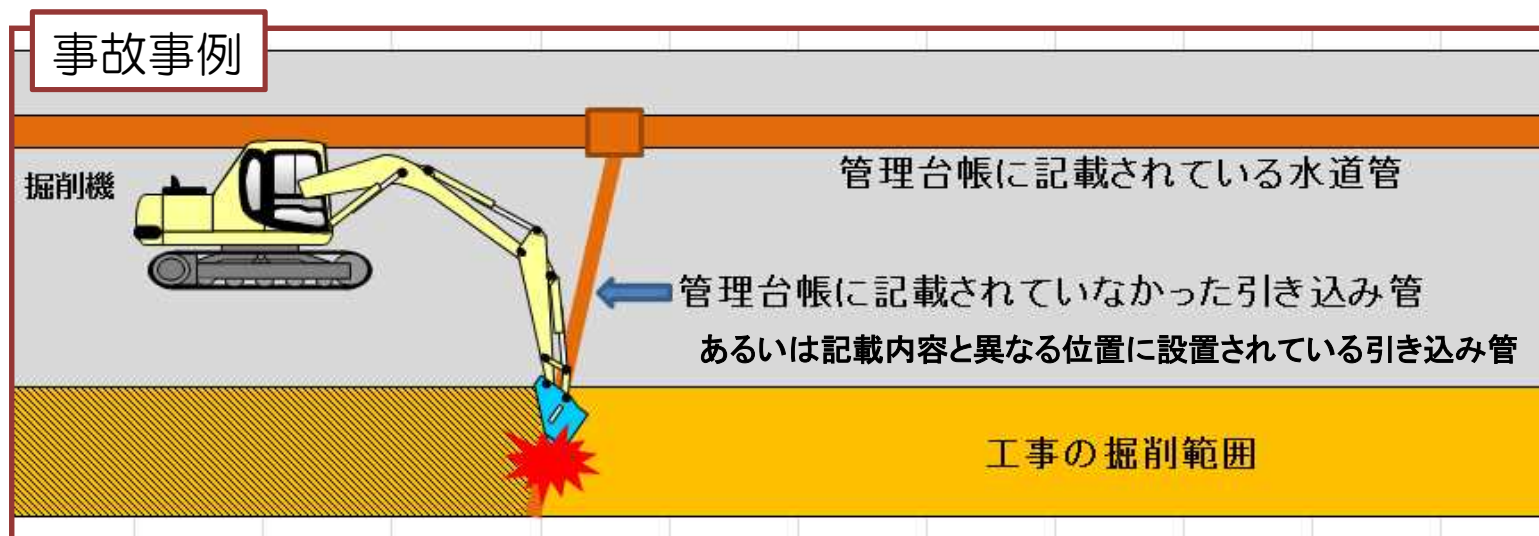 事故事例
管理台帳に記載されている水道管
掘削機
管理台帳に記載されていなかった引き込み管
あるいは記載内容と異なる位置に設置されている引き込み管
工事の掘削範囲